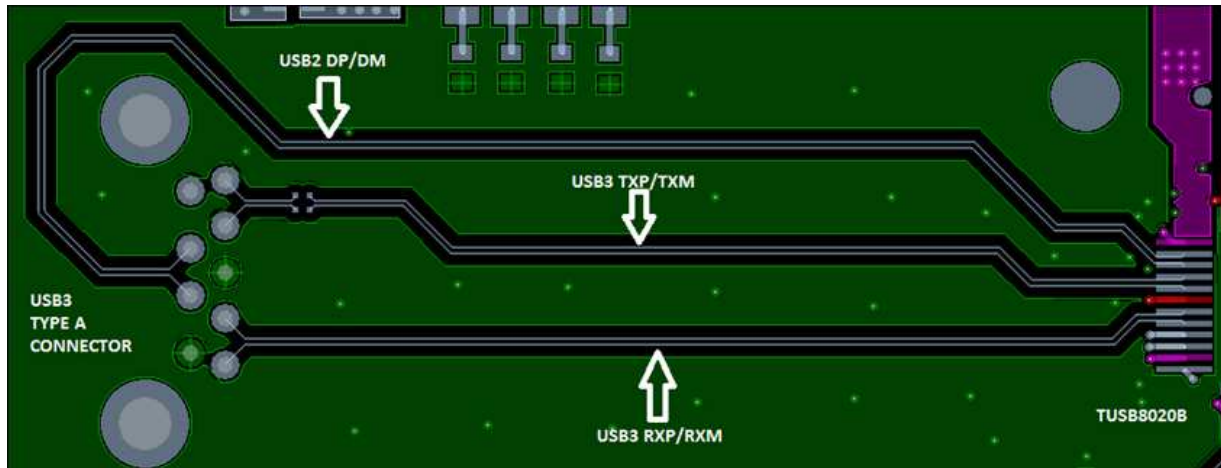 USB2 DP/DM
USB3 TXP/TXM
USB3
TYPE A
CONNECTOR
TUSB8020B
USB3 RXP/RXM